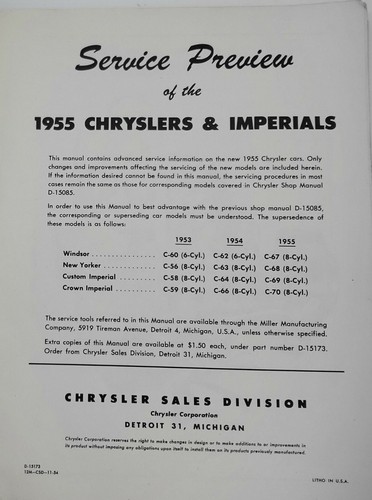 Service Preview
of the
1955 CHRYSLERS & IMPERIALS
This manual contains advanced service information on the new 1955 Chrysler cars. Only
changes and improvements affecting the servicing of the new models are included herein.
If the information desired cannot be found in this manual, the servicing procedures in most
cases remain the same as those for corresponding models covered in Chrysler Shop Manual
D-15085.
In order to use this Manual to best advantage with the previous shop manual D-15085,
the corresponding or superseding car models must be understood. The supersedence of
these models is as follows:
1953 1954 1955
Windsor . . . . . . . . . . . . . . . . C-60 (6-Cyl.) C-62 (6-Cyl.) C-67 (8-Cyl.)
New Yorker . . . . . . . . . . . . . C-56 (8-Cyl.) C-63 (8-Cyl.) C-68 (8-Cyl.)
Custom Imperial . . . . . . . . . C-58 (8-Cyl.) C-64 (8-Cyl.) C-69 (8-Cyl.)
Crown Imperial . . . . . . . . . . C-59 (8-Cyl.) C-66 (8-Cyl.) C-70 (8-Cyl.)
The service tools referred to in this Manual are available through the Miller Manufacturing
Company, 5919 Tireman Avenue, Detroit 4, Michigan, U.S.A., unless otherwise specified.
Extra copies of this Manual are available at $1.50 each, under part number D-15173.
Order from Chrysler Sales Division, Detroit 31, Michigan.
CHRYSLER SALES DIVISION
Chrysler Corporation
DETROIT 31, MICHIGAN
Chrysler Corporation reserves the right to make changes in design or to make additions to or improvements in
its product without imposing any obligations upon itself to install them on its products previously manufactured.
D-15173
15M—CSD—11-54
LITHO. IN U.S.A.